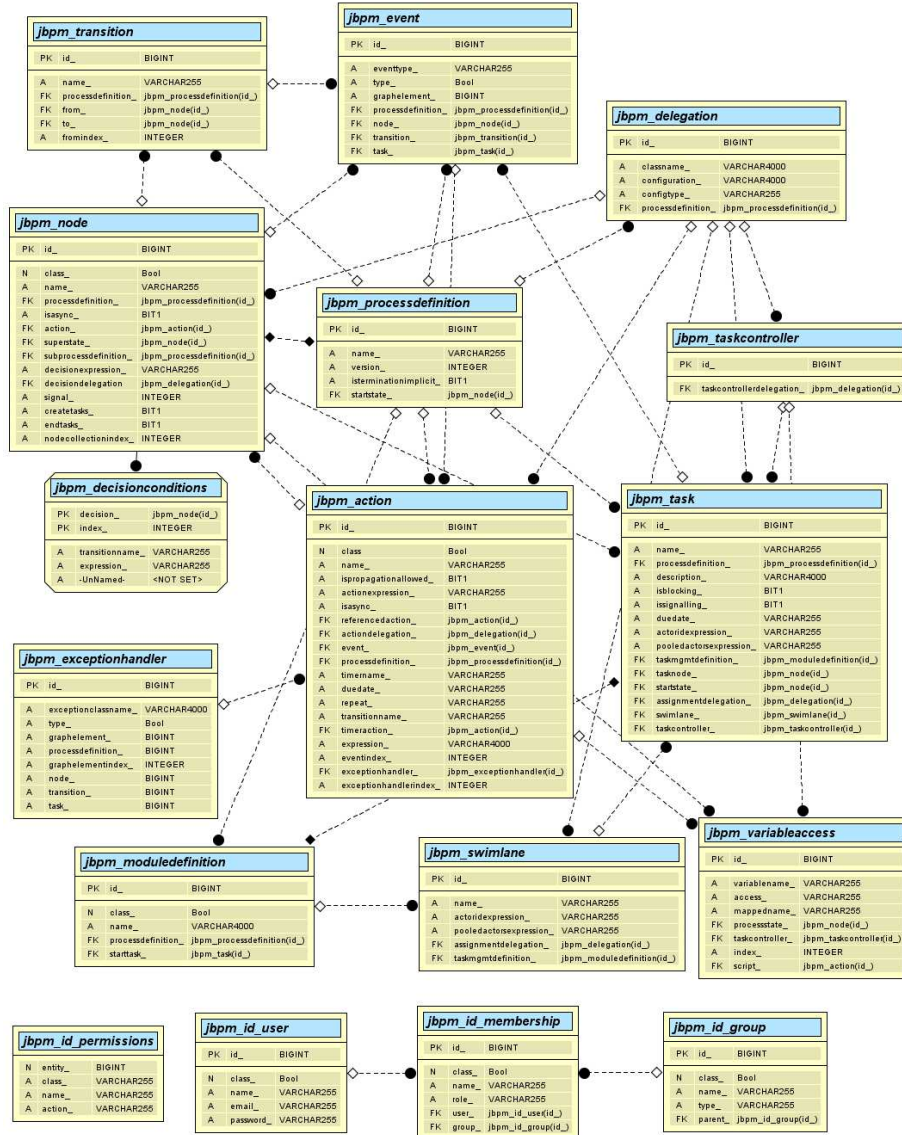 jbpm_transition
PK id_ BIGINT
A name_ VARCHAR255
FK processdefinition_ jbpm_processdefinition(id_)
FK from_ jbpm_node(id_)
FK to_ jbpm_node(id_)
A fromindex_ INTEGER
jbpm_event
PK id_ BIGINT
A eventtype_ VARCHAR255
A type_ Bool
A graphelement_ BIGINT
FK processdefinition_ jbpm_processdefinition(id_)
FK node_ jbpm_node(id_)
FK transition_ jbpm_transition(id_)
FK task_ jbpm_task(id_)
jbpm_delegation
PK id_ BIGINT
A classname_ VARCHAR4000
A configuration_ VARCHAR4000
A configtype_ VARCHAR255
FK processdefinition_ jbpm_processdefinition(id_)
jbpm_node
PK id_ BIGINT
N class_ Bool
A name_ VARCHAR255
FK processdefinition_ jbpm_processdefinition(id_)
A isasync_ BIT1
FK action_ jbpm_action(id_)
FK superstate_ jbpm_node(id_)
FK subprocessdefinition_ jbpm_processdefinition(id_)
A decisionexpression_ VARCHAR255
FK decisiondelegation jbpm_delegation(id_)
A signal_ INTEGER
A createtasks_ BIT1
A endtasks_ BIT1
A nodecollectionindex_ INTEGER
jbpm_processdefinition
PK id_ BIGINT
A name_ VARCHAR255
A version_ INTEGER
A isterminationimplicit_ BIT1
FK startstate_ jbpm_node(id_)
jbpm_taskcontroller
PK id_ BIGINT
FK taskcontrollerdelegation_ jbpm_delegation(id_)
jbpm_decisionconditions
PK decision_ jbpm_node(id_)
PK index_ INTEGER
A transitionname_ VARCHAR255
A expression_ VARCHAR255
A -UnNamed- <NOT SET>
jbpm_action
PK id_ BIGINT
N class Bool
A name_ VARCHAR255
A ispropagationallowed_ BIT1
A actionexpression_ VARCHAR255
A isasync_ BIT1
FK referencedaction_ jbpm_action(id_)
FK actiondelegation_ jbpm_delegation(id_)
FK event_ jbpm_event(id_)
FK processdefinition_ jbpm_processdefinition(id_)
A timername_ VARCHAR255
A duedate_ VARCHAR255
A repeat_ VARCHAR255
A transitionname_ VARCHAR255
FK timeraction_ jbpm_action(id_)
A expression_ VARCHAR4000
A eventindex_ INTEGER
FK exceptionhandler_ jbpm_exceptionhandler(id_)
A exceptionhandlerindex_ INTEGER
jbpm_task
PK id_ BIGINT
A name_ VARCHAR255
FK processdefinition_ jbpm_processdefinition(id_)
A description_ VARCHAR4000
A isblocking_ BIT1
A issignalling_ BIT1
A duedate_ VARCHAR255
A actoridexpression_ VARCHAR255
A pooledactorsexpression_ VARCHAR255
FK taskmgmtdefinition_ jbpm_moduledefinition(id_)
FK tasknode_ jbpm_node(id_)
FK startstate_ jbpm_node(id_)
FK assignmentdelegation_ jbpm_delegation(id_)
FK swimlane_ jbpm_swimlane(id_)
FK taskcontroller_ jbpm_taskcontroller(id_)
jbpm_exceptionhandler
PK id_ BIGINT
A exceptionclassname_ VARCHAR4000
A type_ Bool
A graphelement_ BIGINT
A processdefinition_ BIGINT
A graphelementindex_ INTEGER
A node_ BIGINT
A transition_ BIGINT
A task_ BIGINT
jbpm_moduledefinition
PK id_ BIGINT
N class_ Bool
A name_ VARCHAR4000
FK processdefinition_ jbpm_processdefinition(id_)
FK starttask_ jbpm_task(id_)
jbpm_swimlane
PK id_ BIGINT
A name_ VARCHAR255
A actoridexpression_ VARCHAR255
A pooledactorsexpression_ VARCHAR255
FK assignmentdelegation_ jbpm_delegation(id_)
FK taskmgmtdefinition_ jbpm_moduledefinition(id_)
jbpm_variableaccess
PK id_ BIGINT
A variablename_ VARCHAR255
A access_ VARCHAR255
A mappedname_ VARCHAR255
FK processstate_ jbpm_node(id_)
FK taskcontroller_ jbpm_taskcontroller(id_)
A index_ INTEGER
FK script_ jbpm_action(id_)
jbpm_id_permissions
N entity_ BIGINT
A class_ VARCHAR255
A name_ VARCHAR255
A action_ VARCHAR255
jbpm_id_user
PK id_ BIGINT
N class_ Bool
A name_ VARCHAR255
A email_ VARCHAR255
A password_ VARCHAR255
jbpm_id_membership
PK id_ BIGINT
N class_ Bool
A name_ VARCHAR255
A role_ VARCHAR255
FK user_ jbpm_id_user(id_)
FK group_ jbpm_id_group(id_)
jbpm_id_group
PK id_ BIGINT
N class_ Bool
A name_ VARCHAR255
A type_ VARCHAR255
FK parent_ jbpm_id_group(id_)